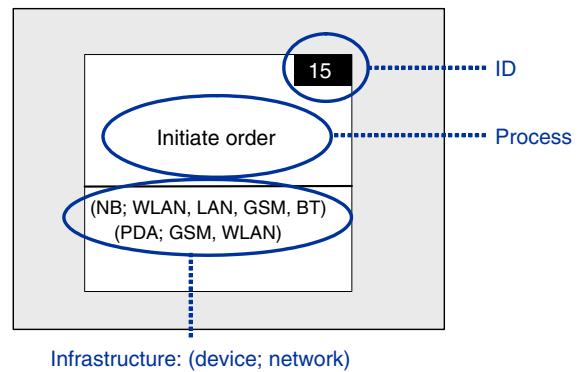 15
ID
Initiate order
Process
(NB; WLAN, LAN, GSM, BT)
(PDA; GSM, WLAN)
Infrastructure: (device; network)